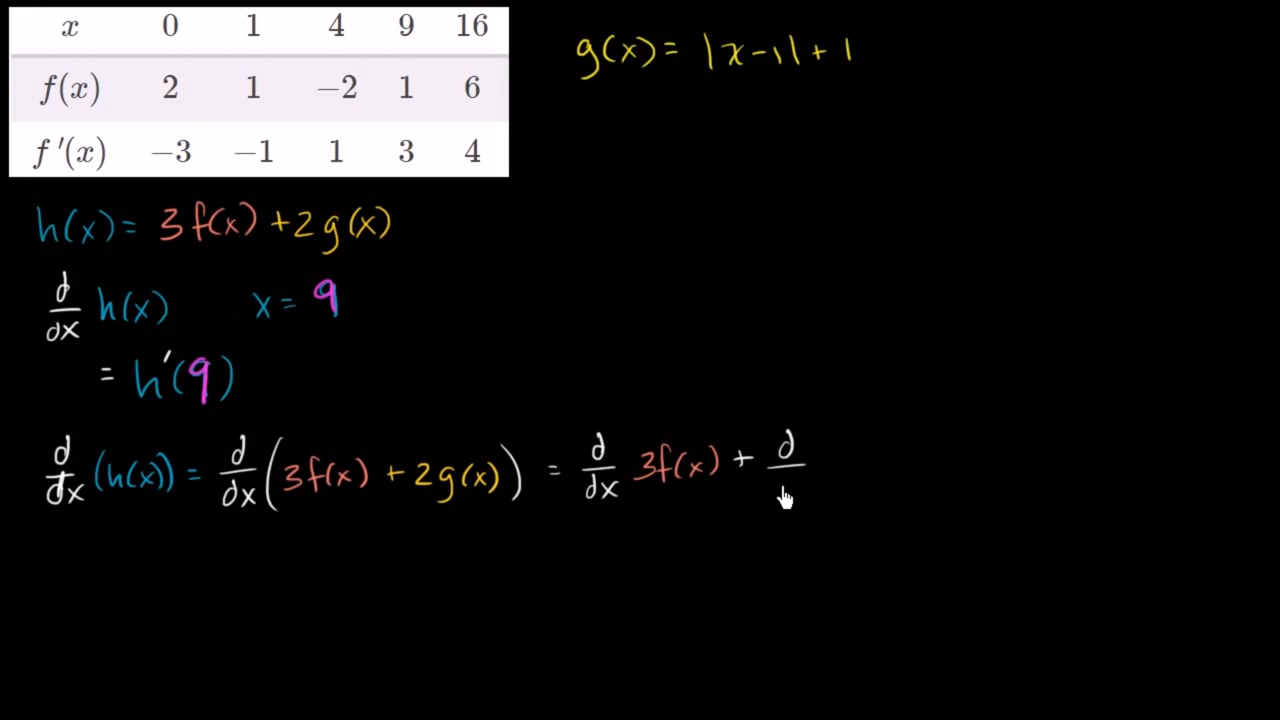 x 0 1 4 9 16
f(x) 2 1 −2 1 6
f′(x) −3 −1 1 3 4
g(x) = |x-1| + 1
h(x) = 3f(x) + 2g(x)
d/dx h(x) x = 9
= h′(9)
d/dx (h(x)) = d/dx (3f(x) + 2g(x)) = d/dx 3f(x) + d/